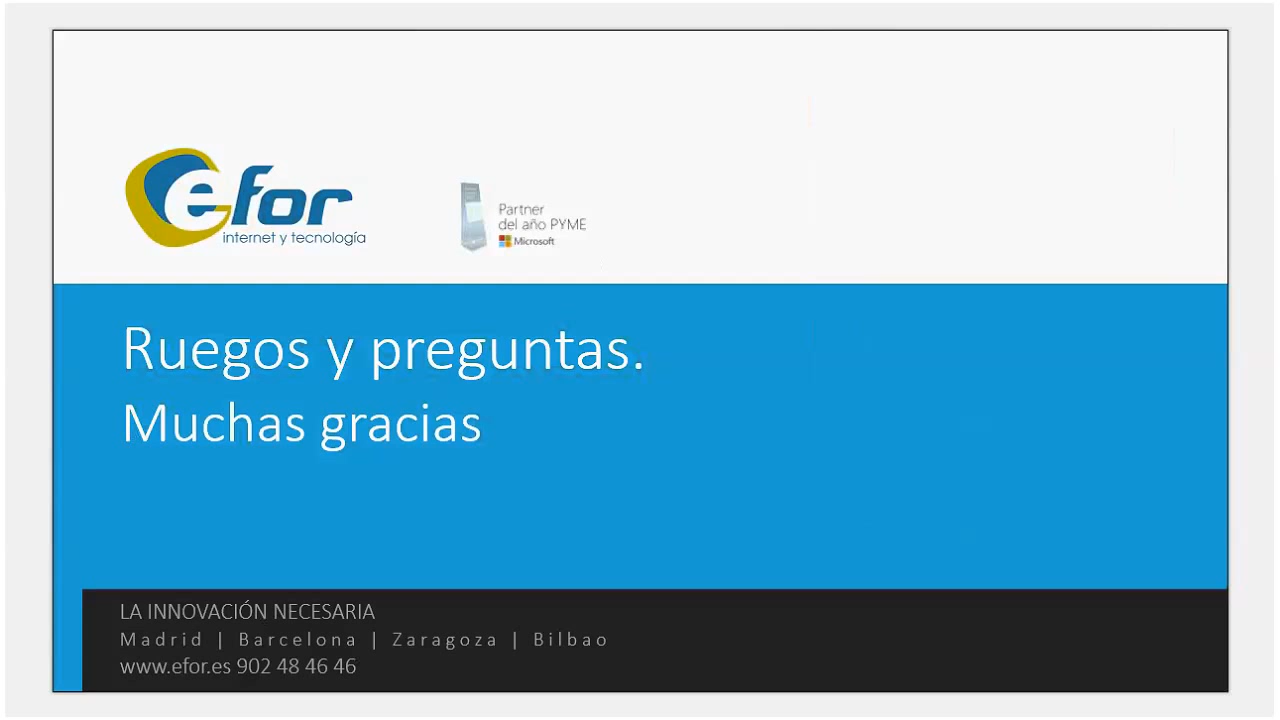 efor
internet y tecnología
Partner
del año PYME
Microsoft
Ruegos y preguntas.
Muchas gracias
LA INNOVACIÓN NECESARIA
Madrid | Barcelona | Zaragoza | Bilbao
www.efor.es 902 48 46 46